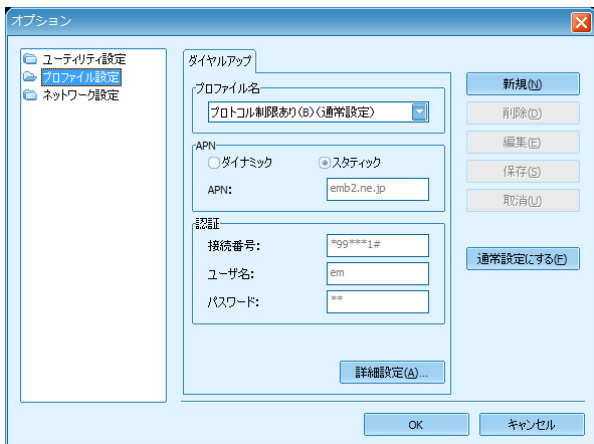 オプション
ユーティリティ設定
プロファイル設定
ネットワーク設定
ダイヤルアップ
プロファイル名
プロトコル制限あり(B)(通常設定)
APN
ダイナミック
スタティック
APN:
emb2.ne.jp
認証
接続番号:
*99***1#
ユーザ名:
em
パスワード:
**
詳細設定(A)...
新規(N)
削除(D)
編集(E)
保存(S)
取消(U)
通常設定にする(F)
OK
キャンセル